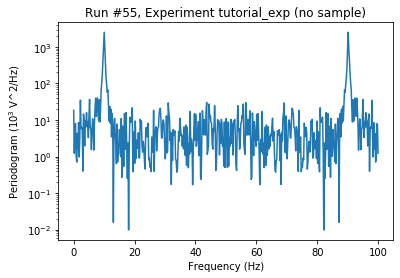 Run #55, Experiment tutorial_exp (no sample)
Periodogram (10³ V^2/Hz)
10³
10²
10¹
10⁰
10⁻¹
10⁻²
0 20 40 60 80 100
Frequency (Hz)